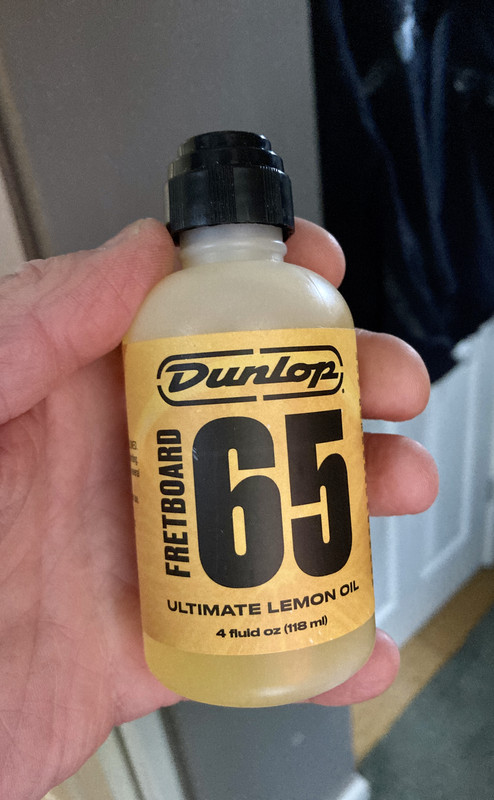 Dunlop
FRETBOARD
65
ULTIMATE LEMON OIL
4 fluid oz (118 ml)